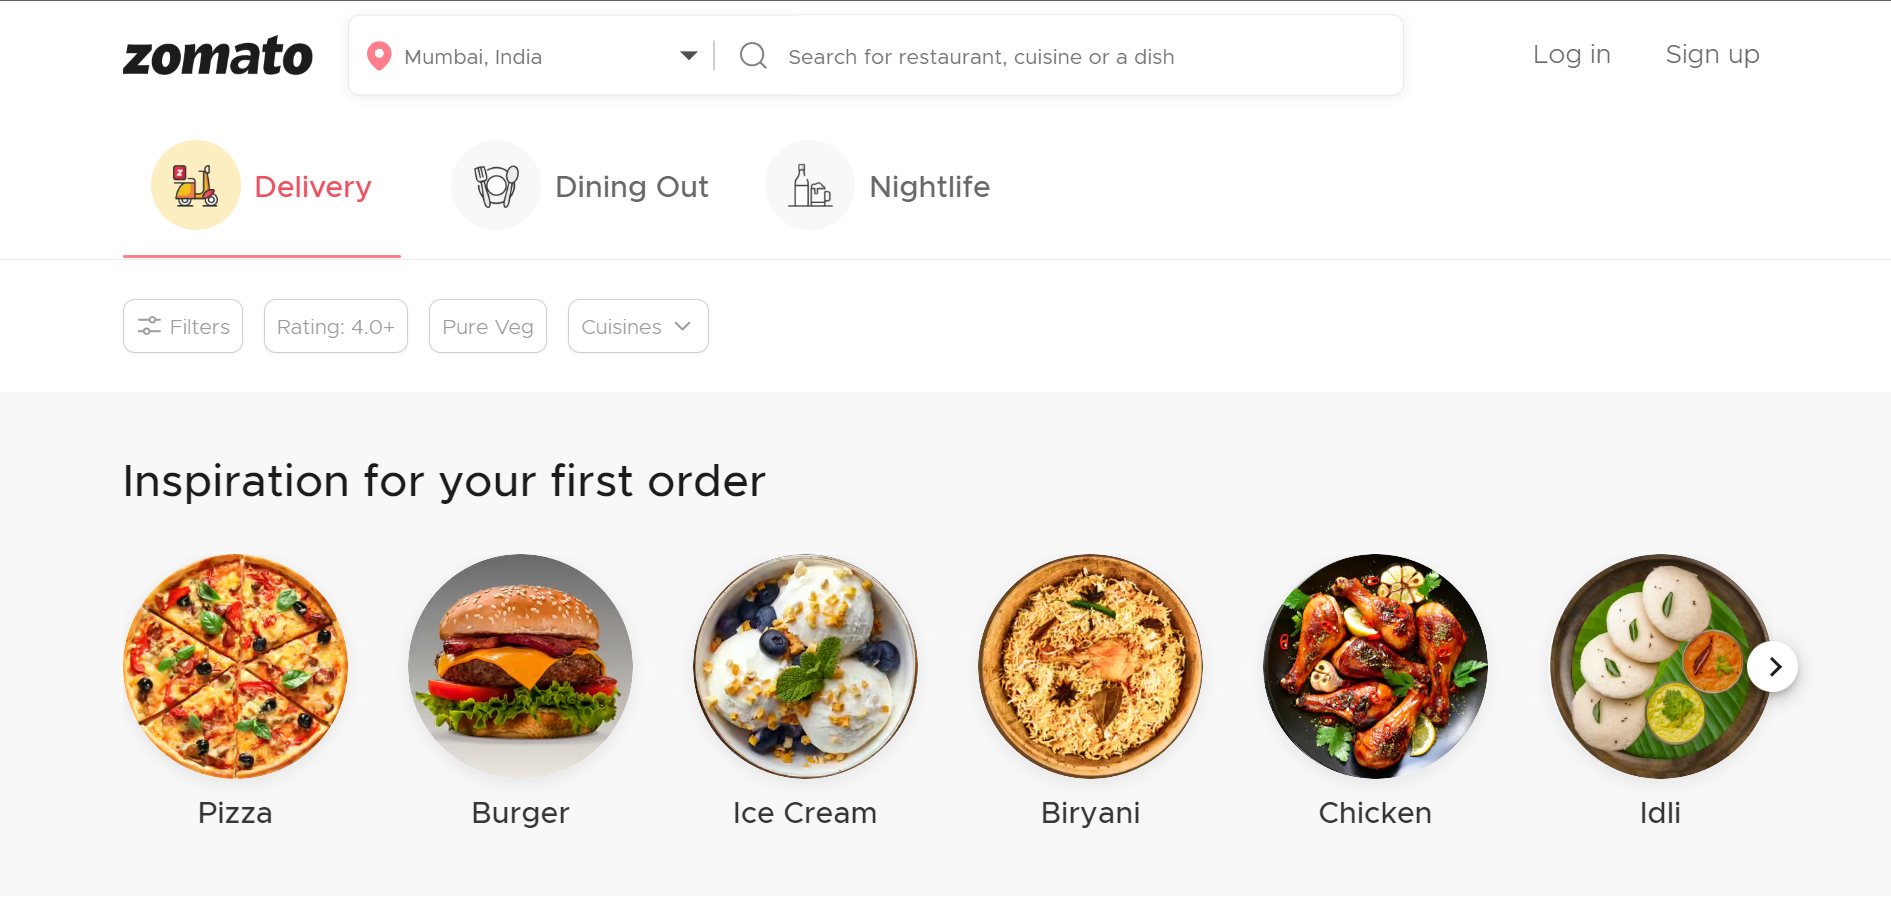 zomato
Mumbai, India
Search for restaurant, cuisine or a dish
Log in
Sign up
Delivery
Dining Out
Nightlife
Filters
Rating: 4.0+
Pure Veg
Cuisines
Inspiration for your first order
Pizza
Burger
Ice Cream
Biryani
Chicken
Idli